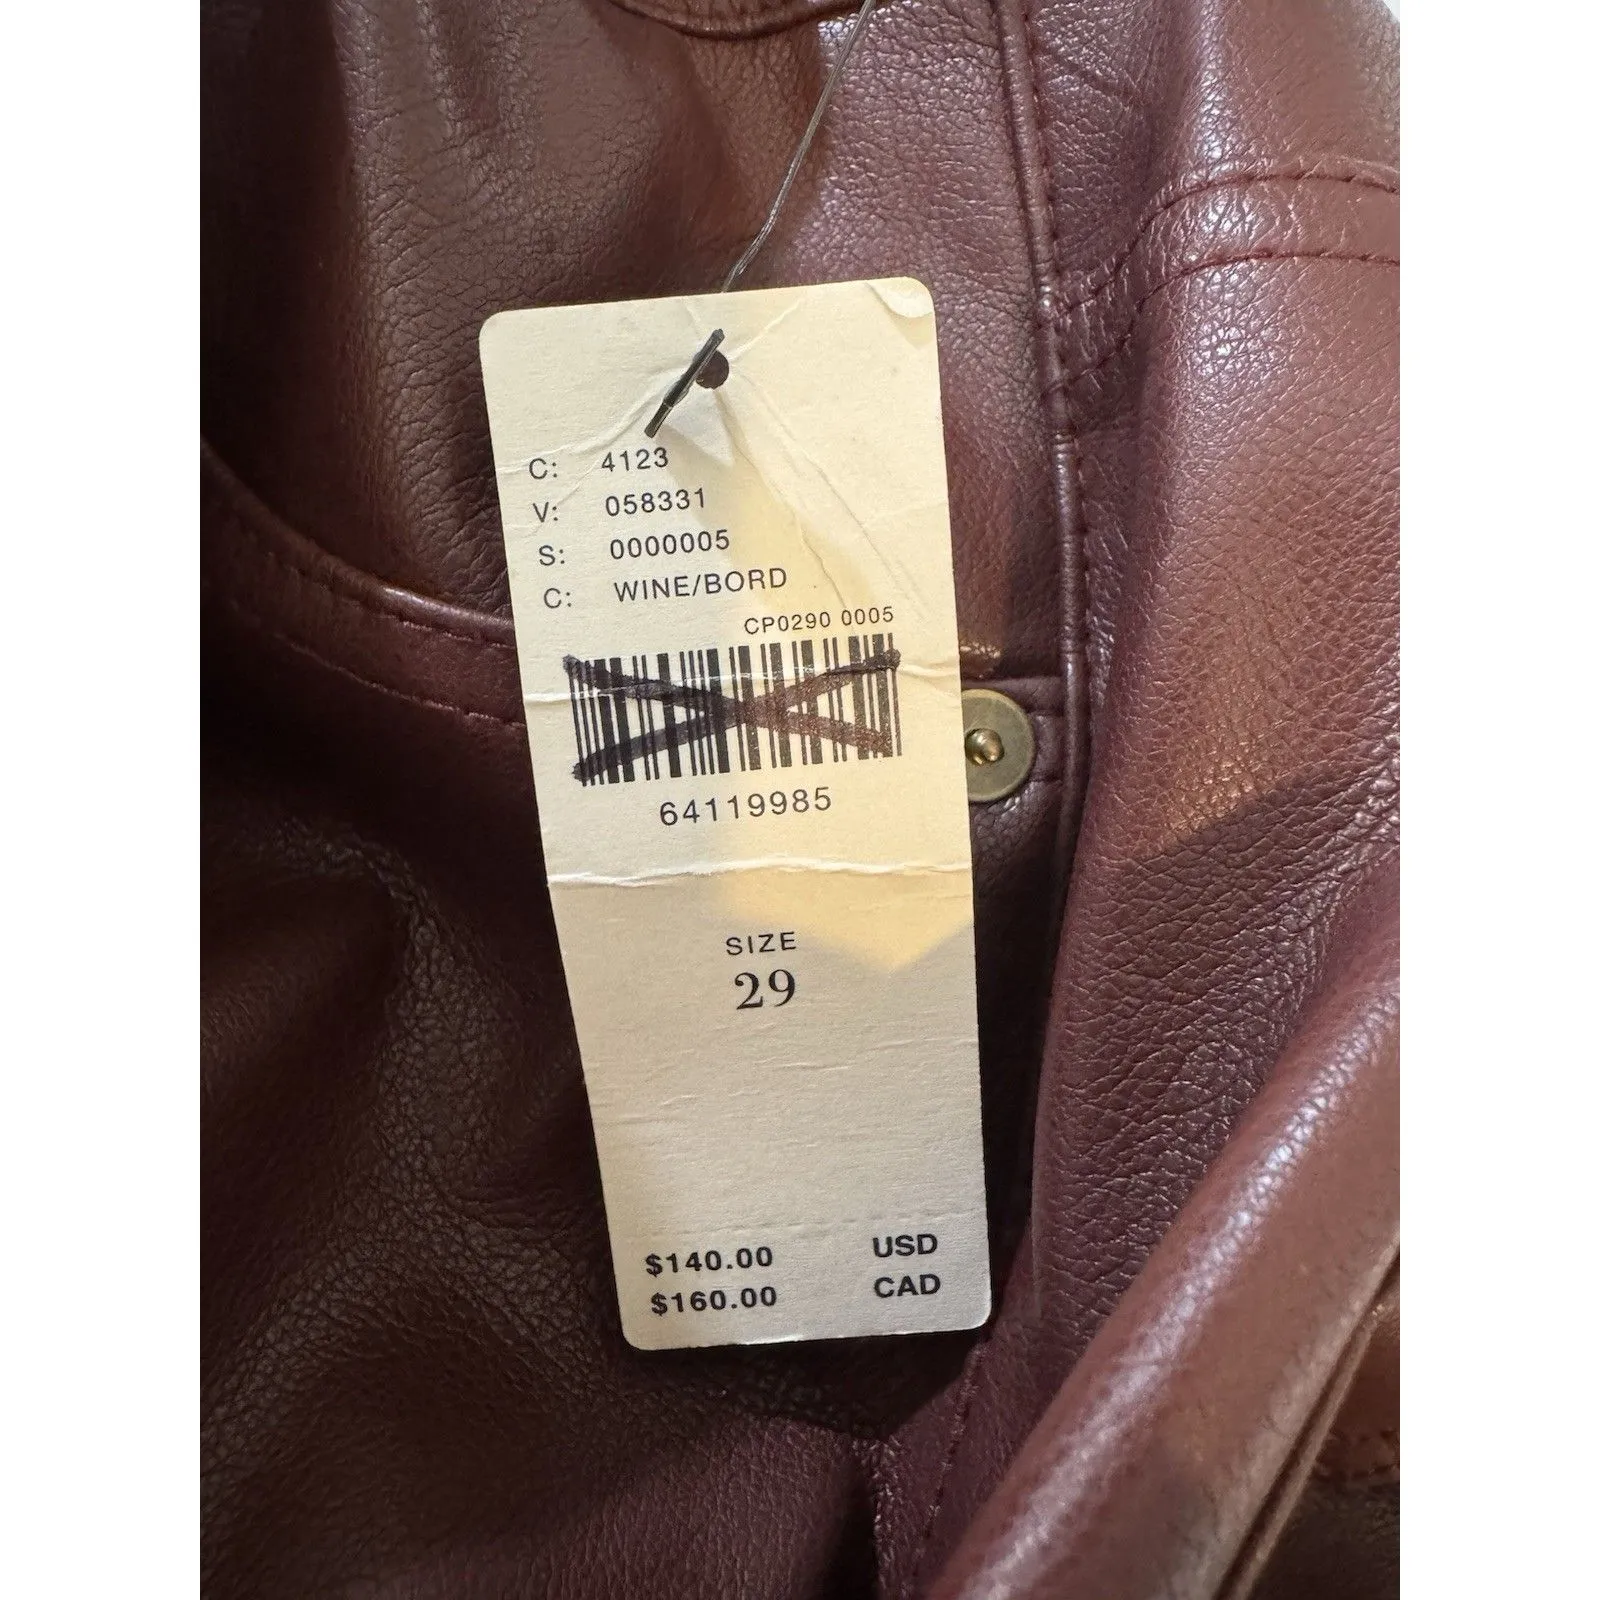 C: 4123
V: 058331
S: 0000005
C: WINE/BORD
CP0290 0005
64119985
SIZE
29
$140.00 USD
$160.00 CAD